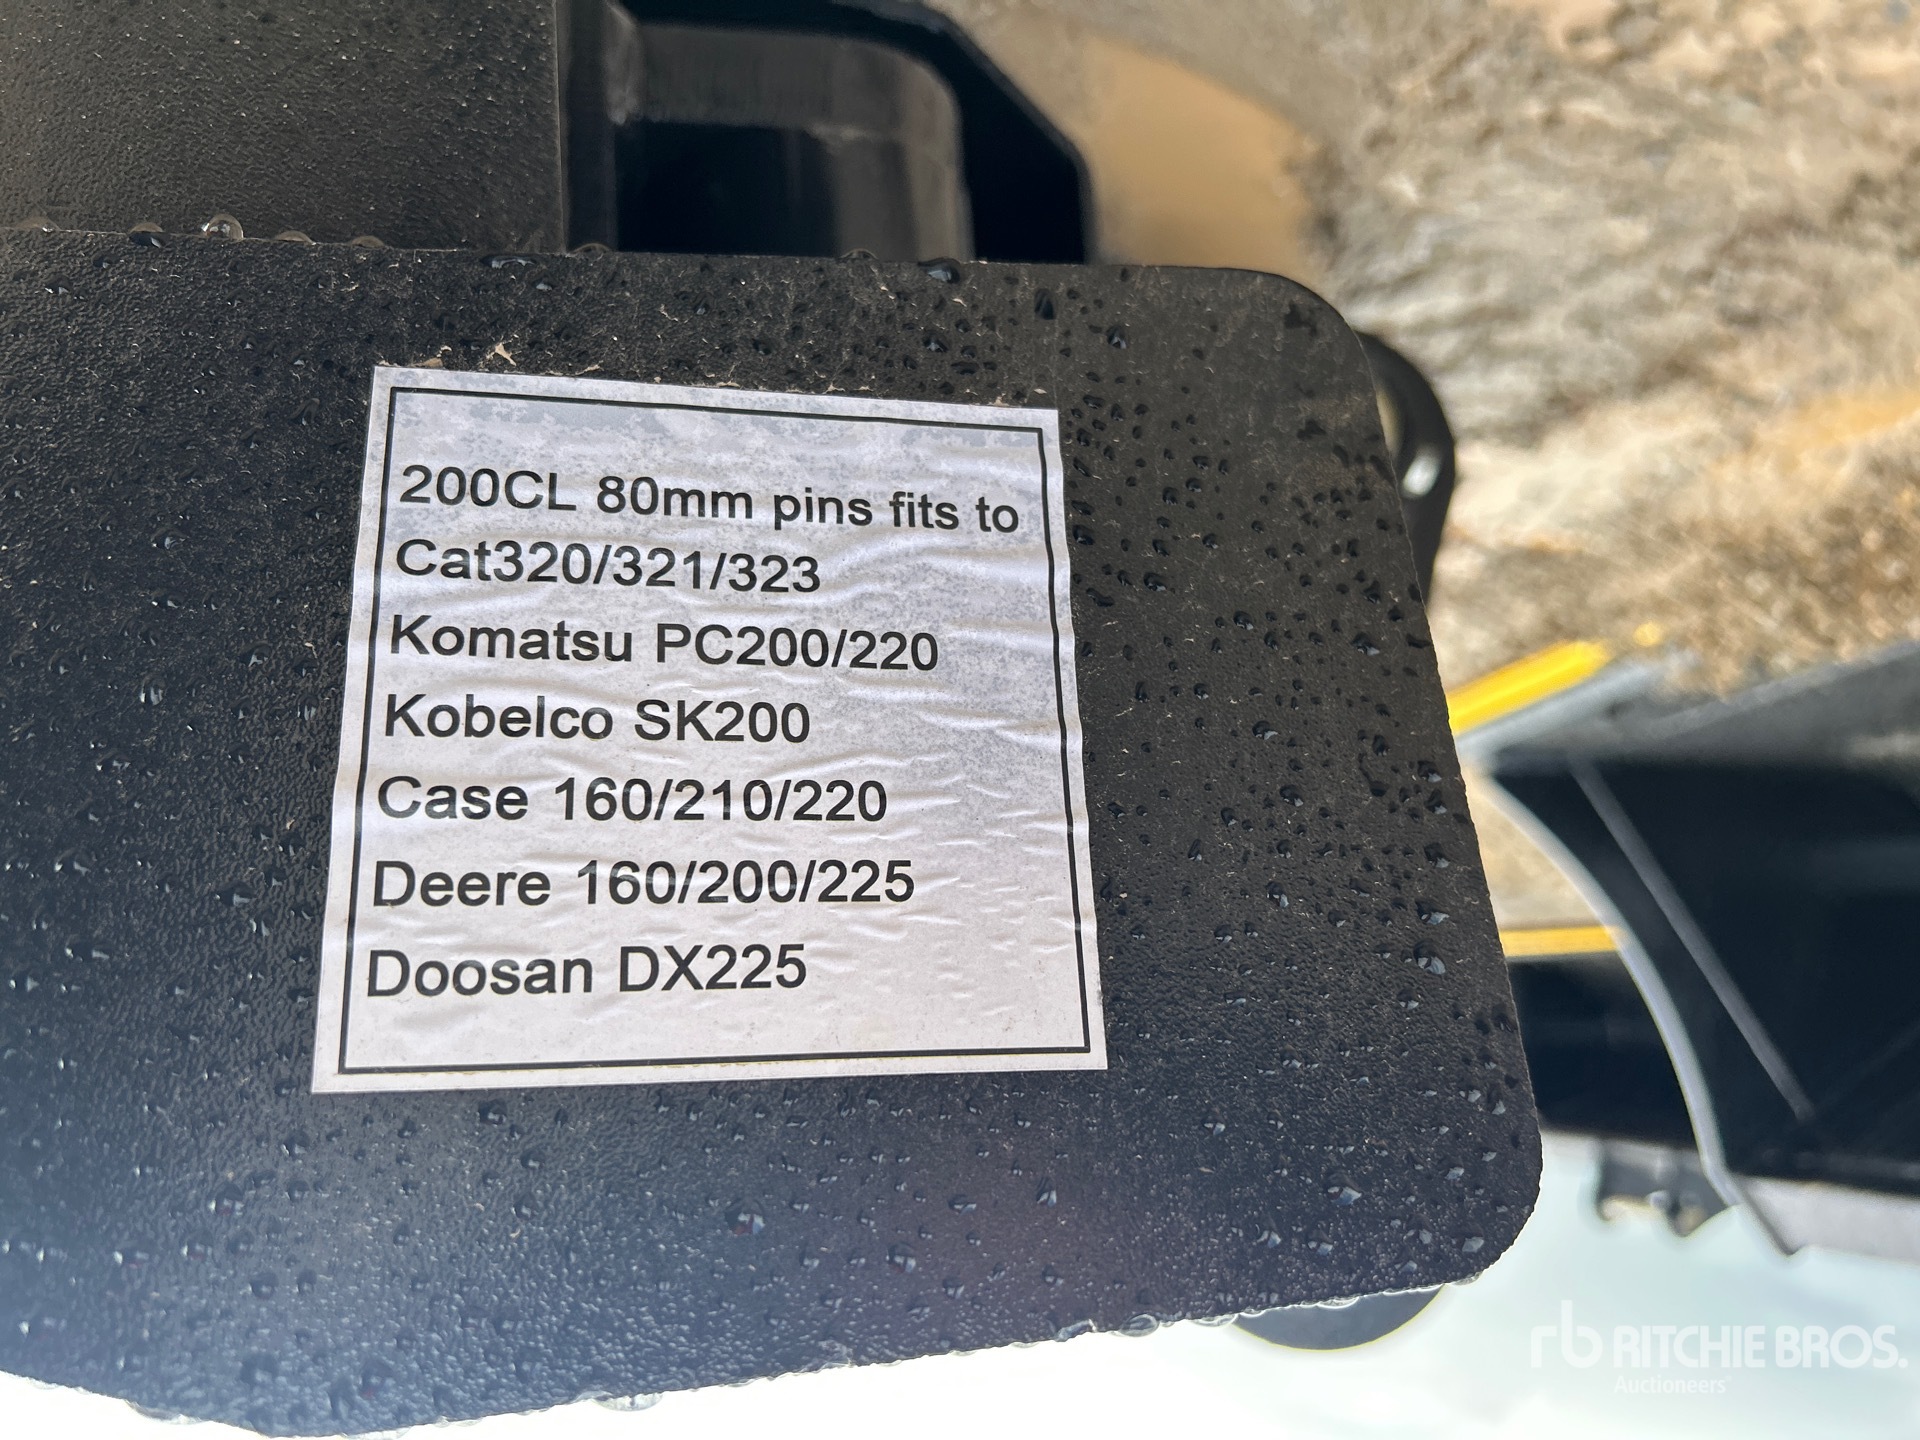 200CL 80mm pins fits to
Cat320/321/323
Komatsu PC200/220
Kobelco SK200
Case 160/210/220
Deere 160/200/225
Doosan DX225
rb RITCHIE BROS.
Auctioneers